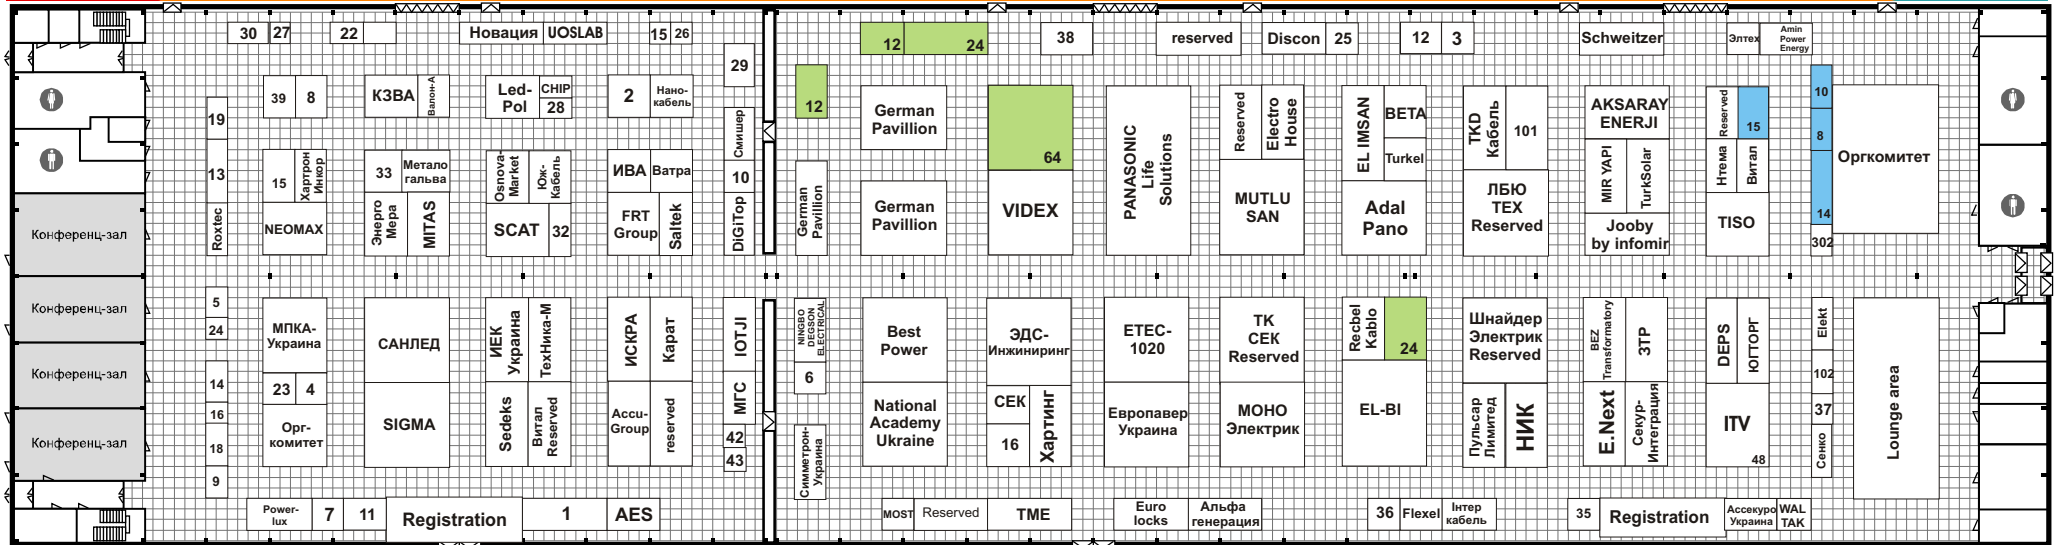 30
27
22
Новация
UOSLAB
15
26
12
24
38
reserved
Discon
25
12
3
Schweitzer
Элтех
Amin
Power
Energy
29
39
8
КЗВА
Валон-А
Led-
Pol
CHIP
28
2
Нано-
кабель
12
German
Pavillion
64
PANASONIC
Life
Solutions
Reserved
Electro
House
EL IMSAN
BETA
Turkel
TKD
Кабель
101
AKSARAY
ENERJI
Reserved
15
10
8
14
302
Оргкомитет
19
13
Roxtec
Смишер
10
DiGiTop
15
Хартрон
Инкор
33
Метало
гальва
Osnova-
Market
Юж-
Кабель
ИВА
Ватра
MIR YAPI
TurkSolar
Нтема
Витал
NEOMAX
Энерго
Мера
MITAS
SCAT
32
FRT
Group
Saltek
German
Pavillion
German
Pavillion
VIDEX
MUTLU
SAN
Adal
Pano
ЛБЮ
ТЕХ
Reserved
Jooby
by infomir
TISO
Конференц-зал
Конференц-зал
Конференц-зал
Конференц-зал
5
24
14
16
18
9
МПКА-
Украина
САНЛЕД
ИЕК
Украина
ТехНика-М
ИСКРА
Карат
IOTJI
NINGBO
DEGSON
ELECTRICAL
6
Best
Power
ЭДС-
Инжиниринг
ETEC-
1020
ТК
СЕК
Reserved
Recbel
Kablo
24
Шнайдер
Электрик
Reserved
BEZ
Transformatory
ЗТР
DEPS
ЮГТОРГ
Elekt
102
37
Сенко
Lounge area
23
4
Орг-
комитет
SIGMA
Sedeks
Витал
Reserved
Accu-
Group
reserved
МГС
42
43
Симметрон-
Украина
National
Academy
Ukraine
СЕК
16
Хартинг
Европавер
Украина
МОНО
Электрик
EL-BI
Пульсар
Лимитед
НИК
E.Next
Секур-
Интеграция
ITV
48
Power-
lux
7
11
Registration
1
AES
MOST
Reserved
TME
Euro
locks
Альфа
генерация
36
Flexel
Інтер
кабель
35
Registration
Ассекуро
Украина
WAL
TAK